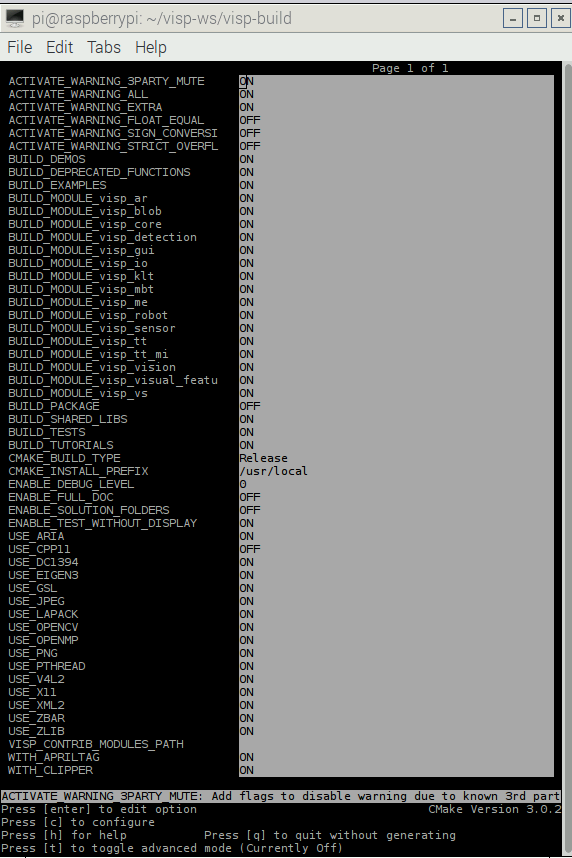 pi@raspberrypi: ~/visp-ws/visp-build
File Edit Tabs Help
Page 1 of 1
ACTIVATE_WARNING_3PARTY_MUTE ON
ACTIVATE_WARNING_ALL ON
ACTIVATE_WARNING_EXTRA ON
ACTIVATE_WARNING_FLOAT_EQUAL OFF
ACTIVATE_WARNING_SIGN_CONVERSI OFF
ACTIVATE_WARNING_STRICT_OVERFL OFF
BUILD_DEMOS ON
BUILD_DEPRECATED_FUNCTIONS ON
BUILD_EXAMPLES ON
BUILD_MODULE_visp_ar ON
BUILD_MODULE_visp_blob ON
BUILD_MODULE_visp_core ON
BUILD_MODULE_visp_detection ON
BUILD_MODULE_visp_gui ON
BUILD_MODULE_visp_io ON
BUILD_MODULE_visp_klt ON
BUILD_MODULE_visp_mbt ON
BUILD_MODULE_visp_me ON
BUILD_MODULE_visp_robot ON
BUILD_MODULE_visp_sensor ON
BUILD_MODULE_visp_tt ON
BUILD_MODULE_visp_tt_mi ON
BUILD_MODULE_visp_vision ON
BUILD_MODULE_visp_visual_featu ON
BUILD_MODULE_visp_vs ON
BUILD_PACKAGE OFF
BUILD_SHARED_LIBS ON
BUILD_TESTS ON
BUILD_TUTORIALS ON
CMAKE_BUILD_TYPE Release
CMAKE_INSTALL_PREFIX /usr/local
ENABLE_DEBUG_LEVEL 0
ENABLE_FULL_DOC OFF
ENABLE_SOLUTION_FOLDERS OFF
ENABLE_TEST_WITHOUT_DISPLAY ON
USE_ARIA ON
USE_CPP11 OFF
USE_DC1394 ON
USE_EIGEN3 ON
USE_GSL ON
USE_JPEG ON
USE_LAPACK ON
USE_OPENCV ON
USE_OPENMP ON
USE_PNG ON
USE_PTHREAD ON
USE_V4L2 ON
USE_X11 ON
USE_XML2 ON
USE_ZBAR ON
USE_ZLIB ON
VISP_CONTRIB_MODULES_PATH
WITH_APRILTAG ON
WITH_CLIPPER ON
ACTIVATE_WARNING_3PARTY_MUTE: Add flags to disable warning due to known 3rd part
Press [enter] to edit option CMake Version 3.0.2
Press [c] to configure
Press [h] for help Press [q] to quit without generating
Press [t] to toggle advanced mode (Currently Off)